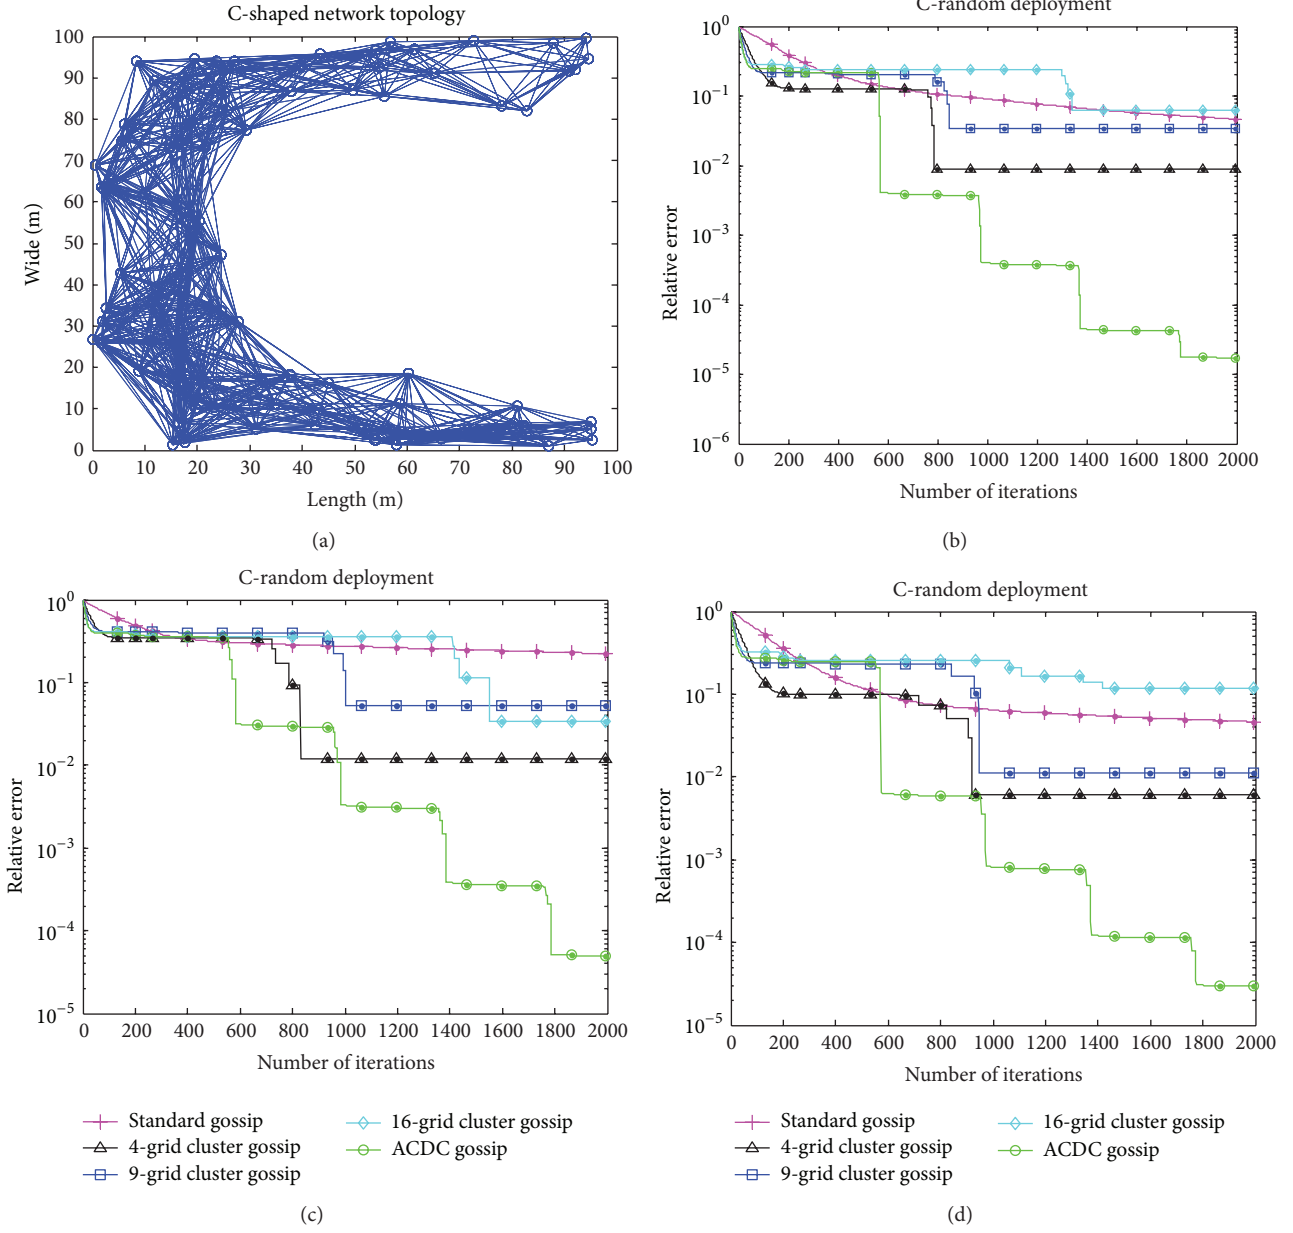 C-shaped network topology
100
90
80
70
60
50
40
30
20
10
0
Wide (m)
0 10 20 30 40 50 60 70 80 90 100
Length (m)
(a)
C-random deployment
10^0
10^−1
10^−2
10^−3
10^−4
10^−5
10^−6
Relative error
0 200 400 600 800 1000 1200 1400 1600 1800 2000
Number of iterations
(b)
C-random deployment
10^0
10^−1
10^−2
10^−3
10^−4
10^−5
Relative error
0 200 400 600 800 1000 1200 1400 1600 1800 2000
Number of iterations
Standard gossip
4-grid cluster gossip
9-grid cluster gossip
16-grid cluster gossip
ACDC gossip
(c)
C-random deployment
10^0
10^−1
10^−2
10^−3
10^−4
10^−5
Relative error
0 200 400 600 800 1000 1200 1400 1600 1800 2000
Number of iterations
Standard gossip
4-grid cluster gossip
9-grid cluster gossip
16-grid cluster gossip
ACDC gossip
(d)